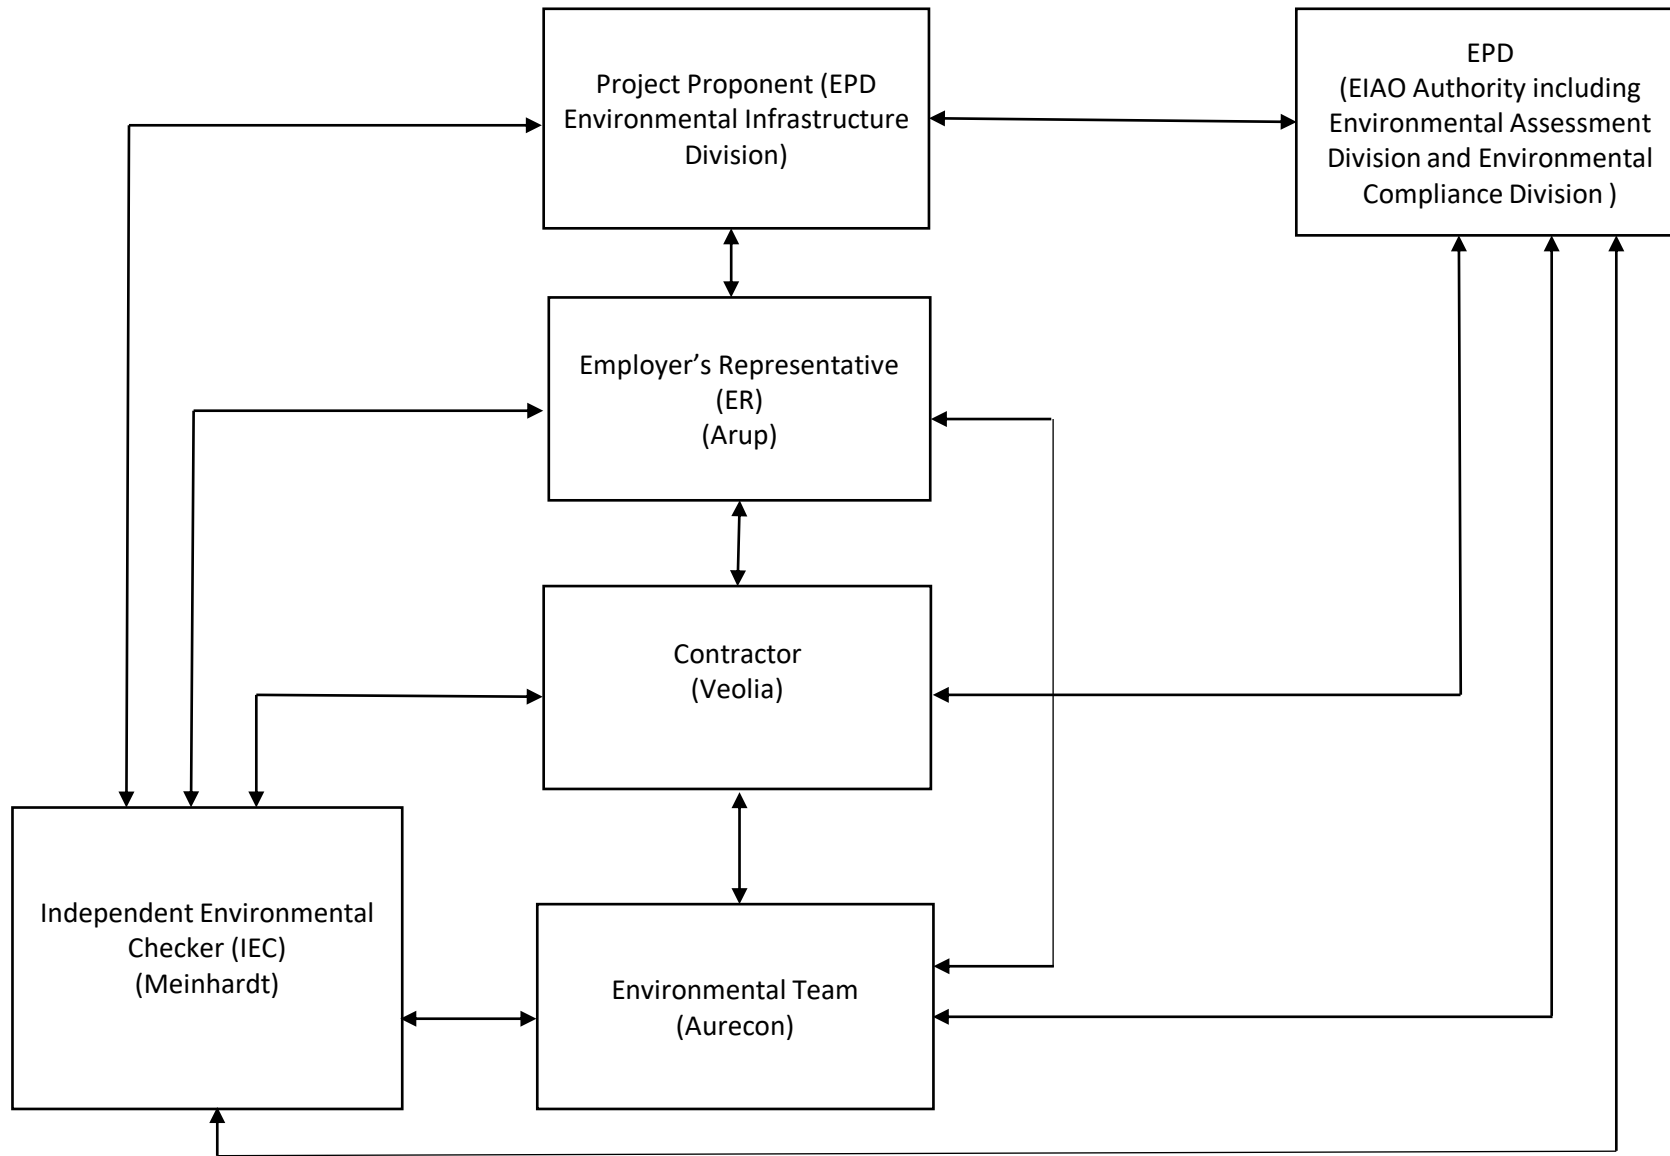 Project Proponent (EPD
Environmental Infrastructure
Division)
EPD
(EIAO Authority including
Environmental Assessment
Division and Environmental
Compliance Division )
Employer’s Representative
(ER)
(Arup)
Contractor
(Veolia)
Independent Environmental
Checker (IEC)
(Meinhardt)
Environmental Team
(Aurecon)